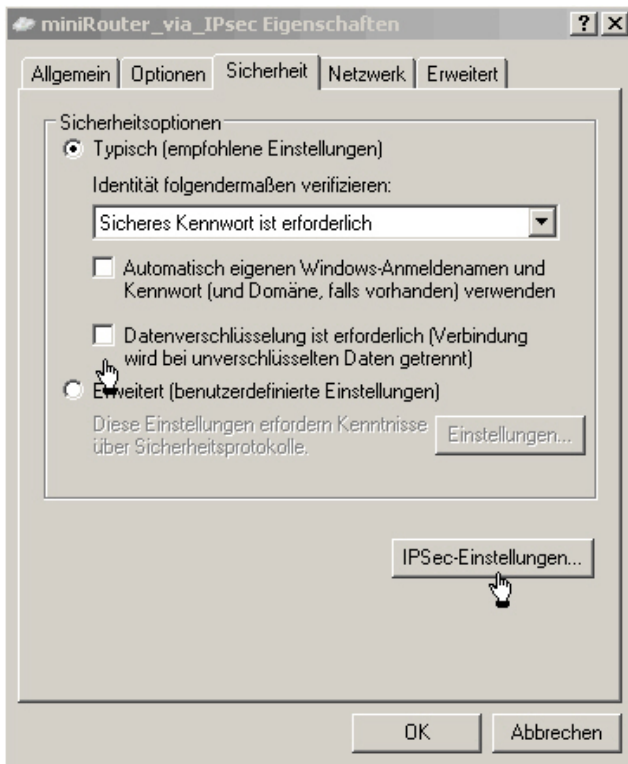 miniRouter_via_IPsec Eigenschaften
Allgemein Optionen Sicherheit Netzwerk Erweitert
Sicherheitsoptionen
Typisch (empfohlene Einstellungen)
Identität folgendermaßen verifizieren:
Sicheres Kennwort ist erforderlich
Automatisch eigenen Windows-Anmeldenamen und
Kennwort (und Domäne, falls vorhanden) verwenden
Datenverschlüsselung ist erforderlich (Verbindung
wird bei unverschlüsselten Daten getrennt)
Erweitert (benutzerdefinierte Einstellungen)
Diese Einstellungen erfordern Kenntnisse
über Sicherheitsprotokolle.
Einstellungen...
IPSec-Einstellungen...
OK Abbrechen